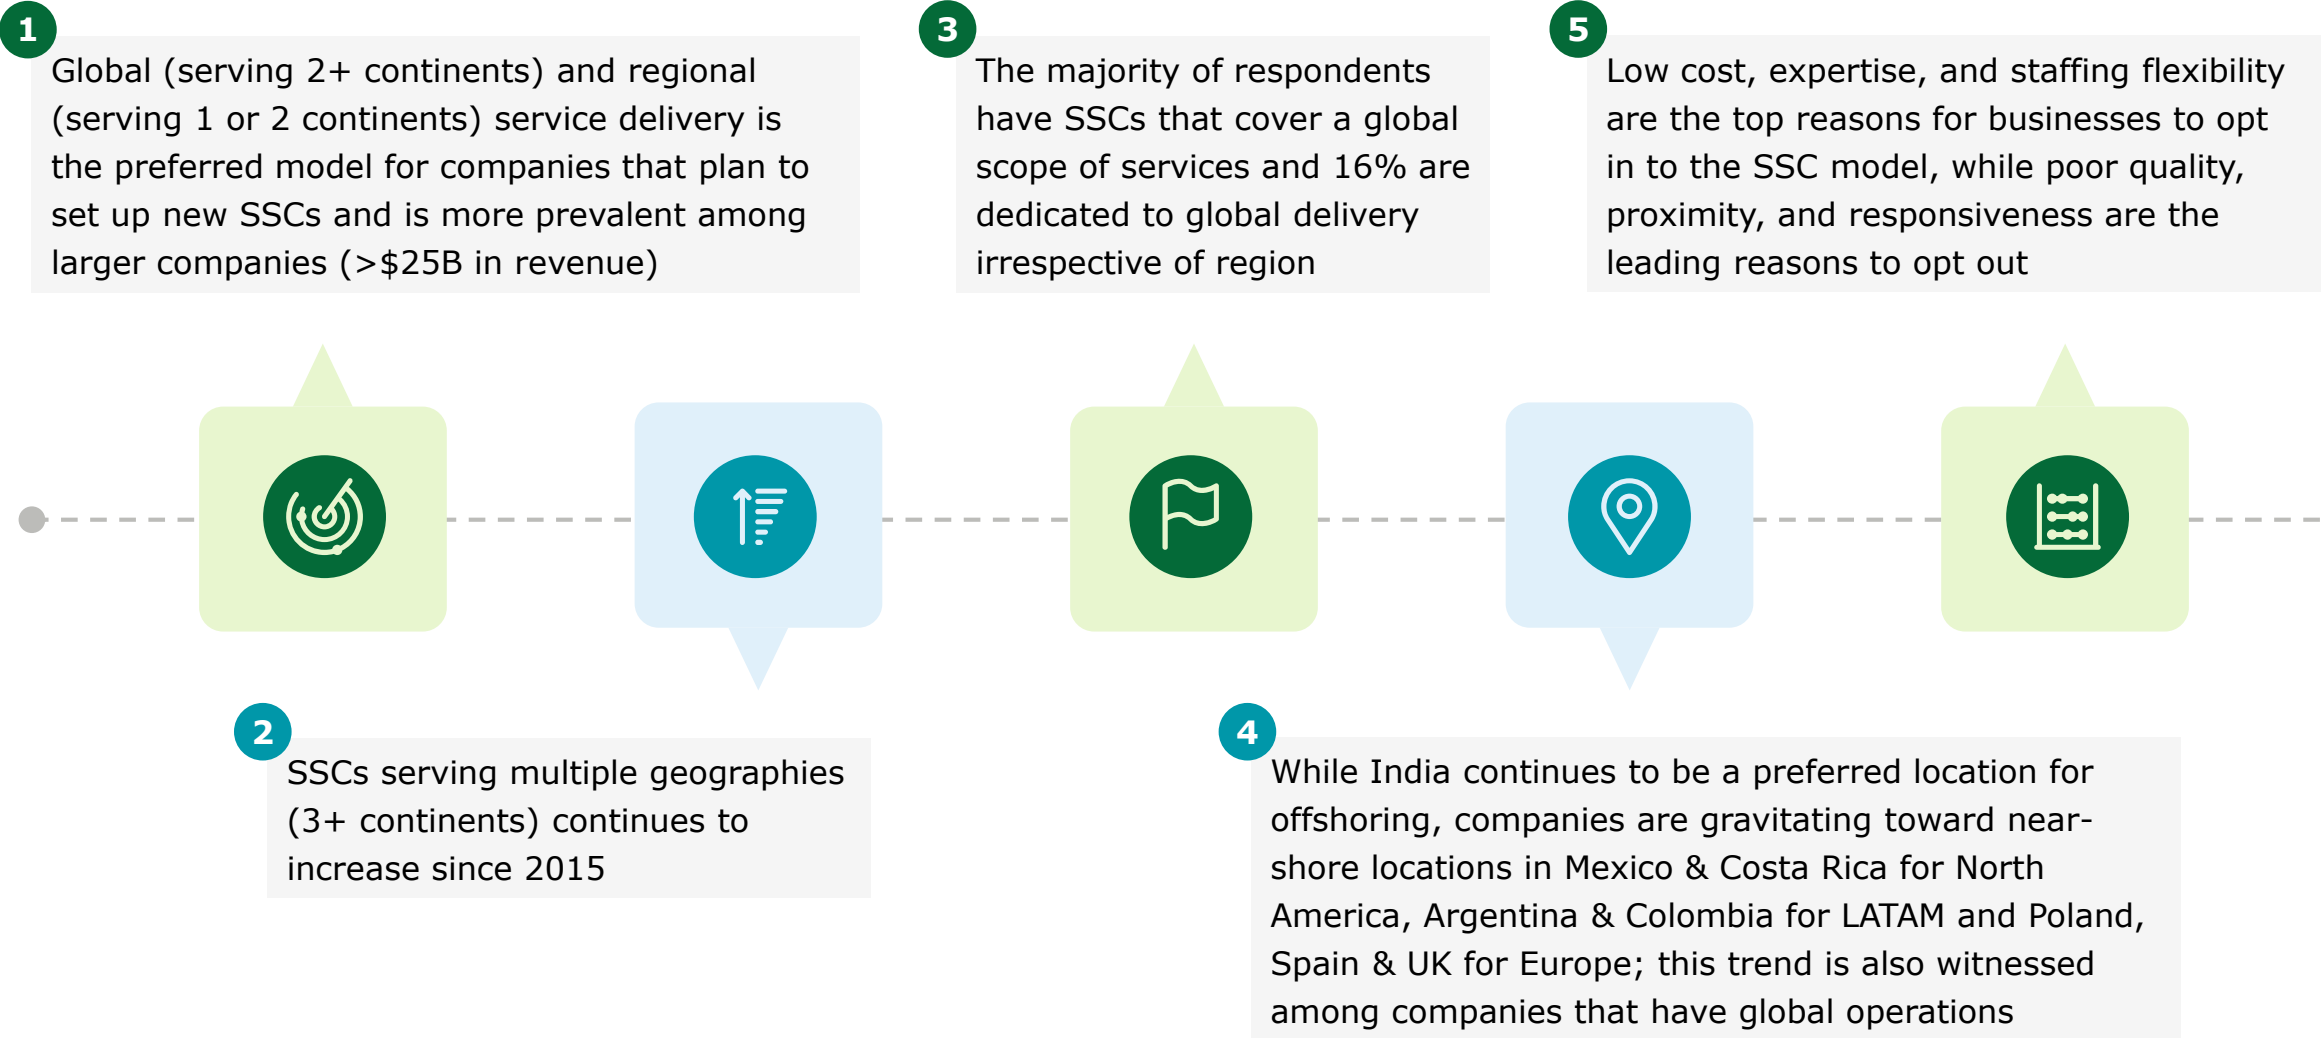 1
Global (serving 2+ continents) and regional
(serving 1 or 2 continents) service delivery is
the preferred model for companies that plan to
set up new SSCs and is more prevalent among
larger companies (>$25B in revenue)
2
SSCs serving multiple geographies
(3+ continents) continues to
increase since 2015
3
The majority of respondents
have SSCs that cover a global
scope of services and 16% are
dedicated to global delivery
irrespective of region
4
While India continues to be a preferred location for
offshoring, companies are gravitating toward near-
shore locations in Mexico & Costa Rica for North
America, Argentina & Colombia for LATAM and Poland,
Spain & UK for Europe; this trend is also witnessed
among companies that have global operations
5
Low cost, expertise, and staffing flexibility
are the top reasons for businesses to opt
in to the SSC model, while poor quality,
proximity, and responsiveness are the
leading reasons to opt out